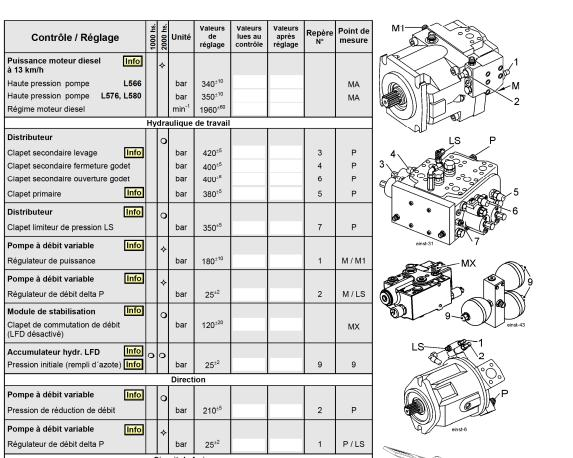 Contrôle / Réglage 1000 hs. 2000 hs. Unité Valeurs de réglage Valeurs lues au contrôle Valeurs après réglage Repère N° Point de mesure
Puissance moteur diesel Info
à 13 km/h
Haute pression pompe L566 bar 340±10 MA
Haute pression pompe L576, L580 bar 350±10 MA
Régime moteur diesel min-1 1960±60
Hydraulique de travail
Distributeur
Clapet secondaire levage Info bar 420±5 3 P
Clapet secondaire fermeture godet bar 400±5 4 P
Clapet secondaire ouverture godet bar 400±5 6 P
Clapet primaire Info bar 380±5 5 P
Distributeur Info
Clapet limiteur de pression LS bar 350±5 7 P
Pompe à débit variable Info
Régulateur de puissance bar 180±10 1 M / M1
Pompe à débit variable Info
Régulateur de débit delta P bar 25±2 2 M / LS
Module de stabilisation Info
Clapet de commutation de débit bar 120±20 MX
(LFD désactivé)
Accumulateur hydr. LFD Info
Pression initiale (rempli d´azote) Info bar 25±2 9 9
Direction
Pompe à débit variable Info
Pression de réduction de débit bar 210±5 2 P
Pompe à débit variable Info
Régulateur de débit delta P bar 25±2 1 P / LS
M1
1
M
2
LS
P
4
3
5
6
7
einst-31
MX
9
9
einst-43
LS
1
2
P
einst-6